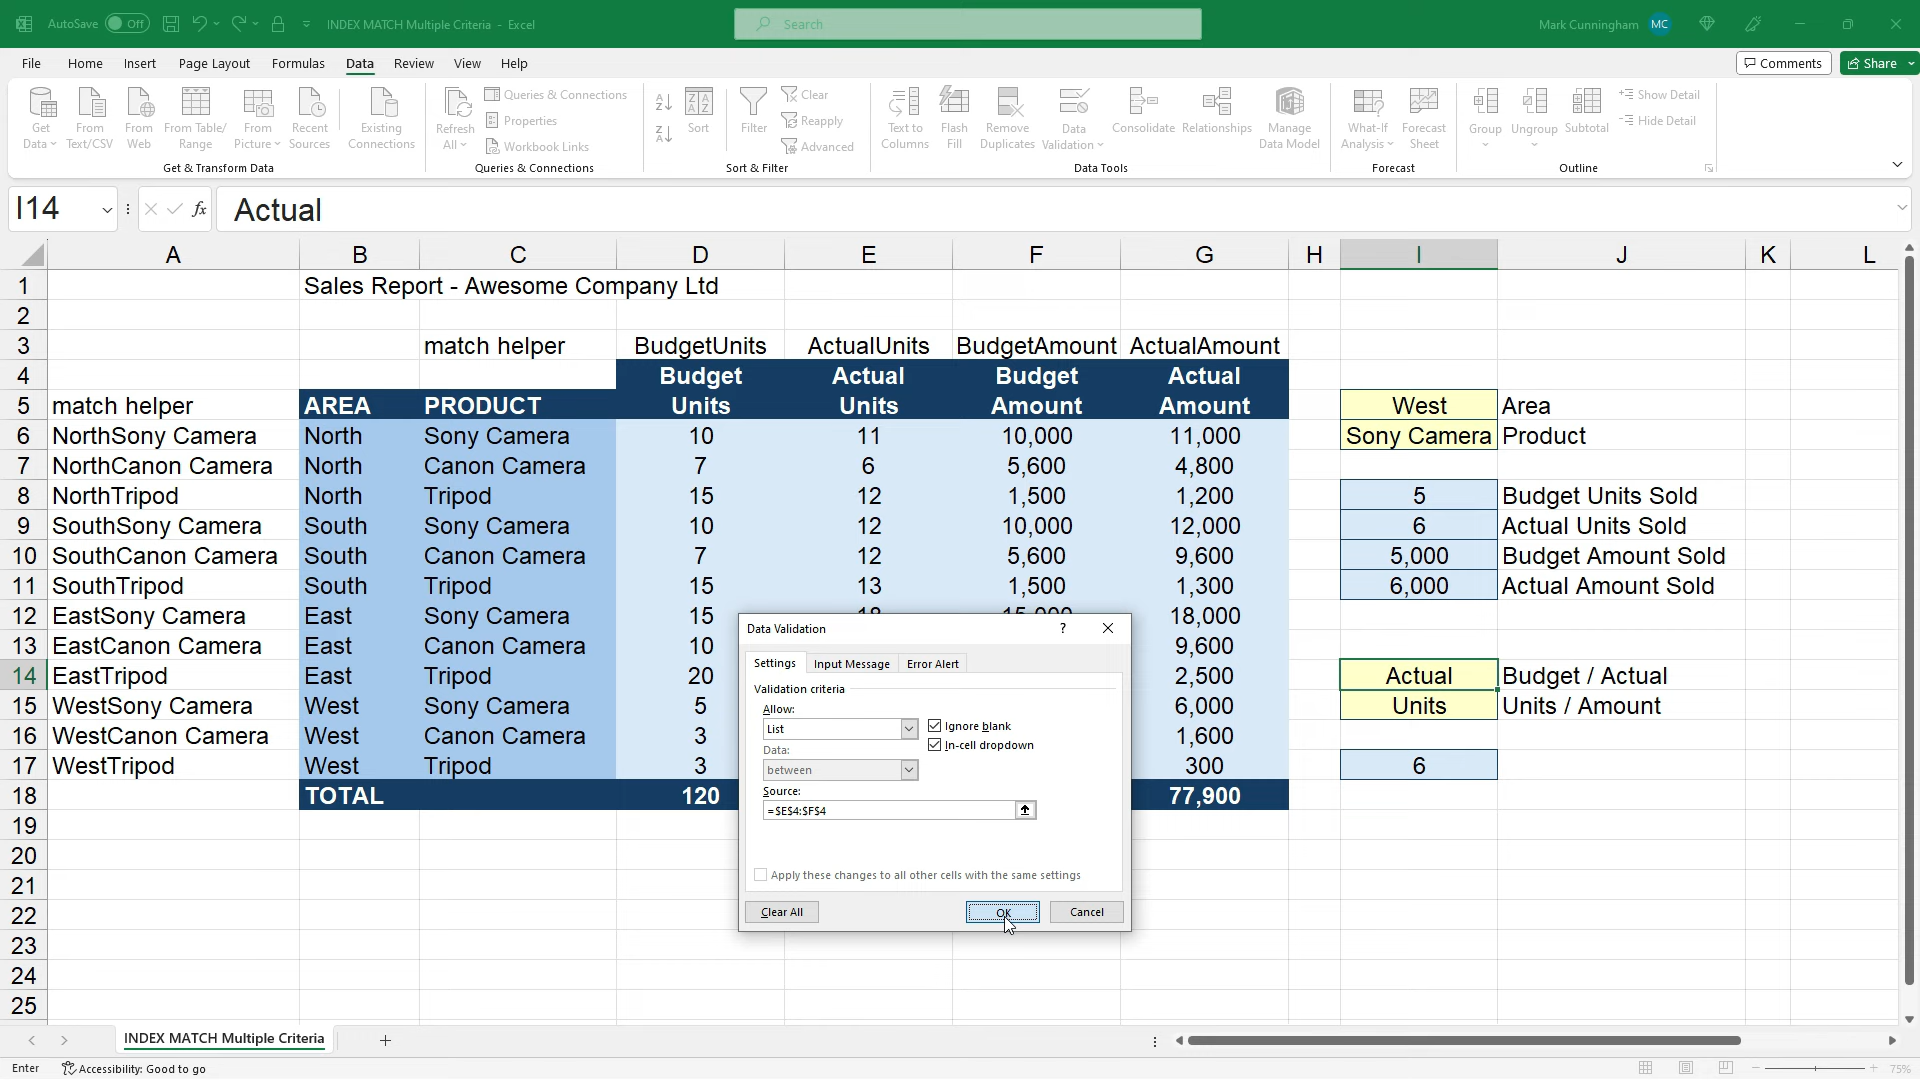 AutoSave Off INDEX MATCH Multiple Criteria - Excel Search Mark Cunningham MC
File Home Insert Page Layout Formulas Data Review View Help Comments Share
Get Data From Text/CSV From Web From Table/ Range From Picture Recent Sources Existing Connections
Get & Transform Data
Refresh All Queries & Connections Properties Workbook Links
Queries & Connections
Sort Filter Clear Reapply Advanced
Sort & Filter
Text to Columns Flash Fill Remove Duplicates Data Validation Consolidate Relationships Manage Data Model
Data Tools
What-If Analysis Forecast Sheet
Forecast
Group Ungroup Subtotal Show Detail Hide Detail
Outline
I14 fx Actual
A B C D E F G H I J K L
1 Sales Report - Awesome Company Ltd
2
3 match helper BudgetUnits ActualUnits BudgetAmount ActualAmount
4 Budget Actual Budget Actual
5 match helper AREA PRODUCT Units Units Amount Amount West Area
6 NorthSony Camera North Sony Camera 10 11 10,000 11,000 Sony Camera Product
7 NorthCanon Camera North Canon Camera 7 6 5,600 4,800
8 NorthTripod North Tripod 15 12 1,500 1,200 5 Budget Units Sold
9 SouthSony Camera South Sony Camera 10 12 10,000 12,000 6 Actual Units Sold
10 SouthCanon Camera South Canon Camera 7 12 5,600 9,600 5,000 Budget Amount Sold
11 SouthTripod South Tripod 15 13 1,500 1,300 6,000 Actual Amount Sold
12 EastSony Camera East Sony Camera 15 18 15,000 18,000
13 EastCanon Camera East Canon Camera 10 9,600
14 EastTripod East Tripod 20 2,500 Actual Budget / Actual
15 WestSony Camera West Sony Camera 5 6,000 Units Units / Amount
16 WestCanon Camera West Canon Camera 3 1,600
17 WestTripod West Tripod 3 300 6
18 TOTAL 120 77,900
19
20
21
22
23
24
25
Data Validation ?
Settings Input Message Error Alert
Validation criteria
Allow:
List Ignore blank
Data: In-cell dropdown
between
Source:
=$E$4:$F$4
Apply these changes to all other cells with the same settings
Clear All OK Cancel
INDEX MATCH Multiple Criteria
Enter Accessibility: Good to go 75%